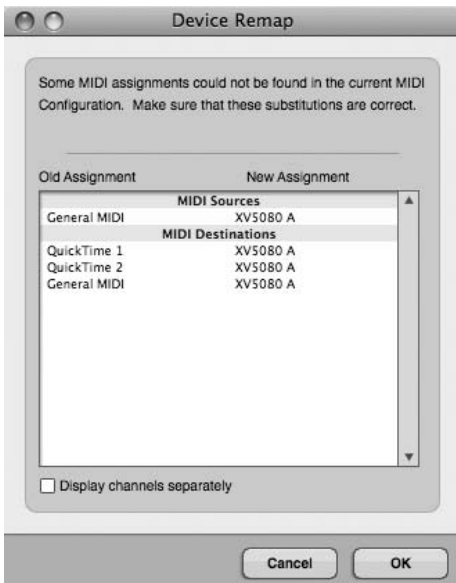 Device Remap
Some MIDI assignments could not be found in the current MIDI
Configuration. Make sure that these substitutions are correct.
Old Assignment New Assignment
MIDI Sources
General MIDI XV5080 A
MIDI Destinations
QuickTime 1 XV5080 A
QuickTime 2 XV5080 A
General MIDI XV5080 A
Display channels separately
Cancel OK